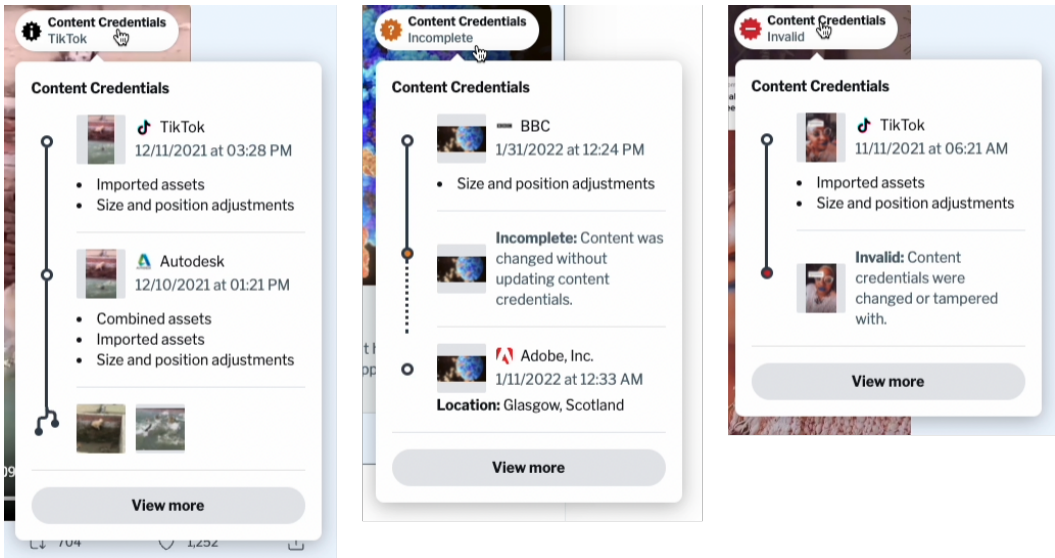 Content Credentials
TikTok
Content Credentials
TikTok
12/11/2021 at 03:28 PM
Imported assets
Size and position adjustments
Autodesk
12/10/2021 at 01:21 PM
Combined assets
Imported assets
Size and position adjustments
View more
704
1,252
Content Credentials
Incomplete
Content Credentials
BBC
1/31/2022 at 12:24 PM
Size and position adjustments
Incomplete: Content was
changed without
updating content
credentials.
Adobe, Inc.
1/11/2022 at 12:33 AM
Location: Glasgow, Scotland
View more
Content Credentials
Invalid
Content Credentials
TikTok
11/11/2021 at 06:21 AM
Imported assets
Size and position adjustments
Invalid: Content
credentials were
changed or tampered
with.
View more